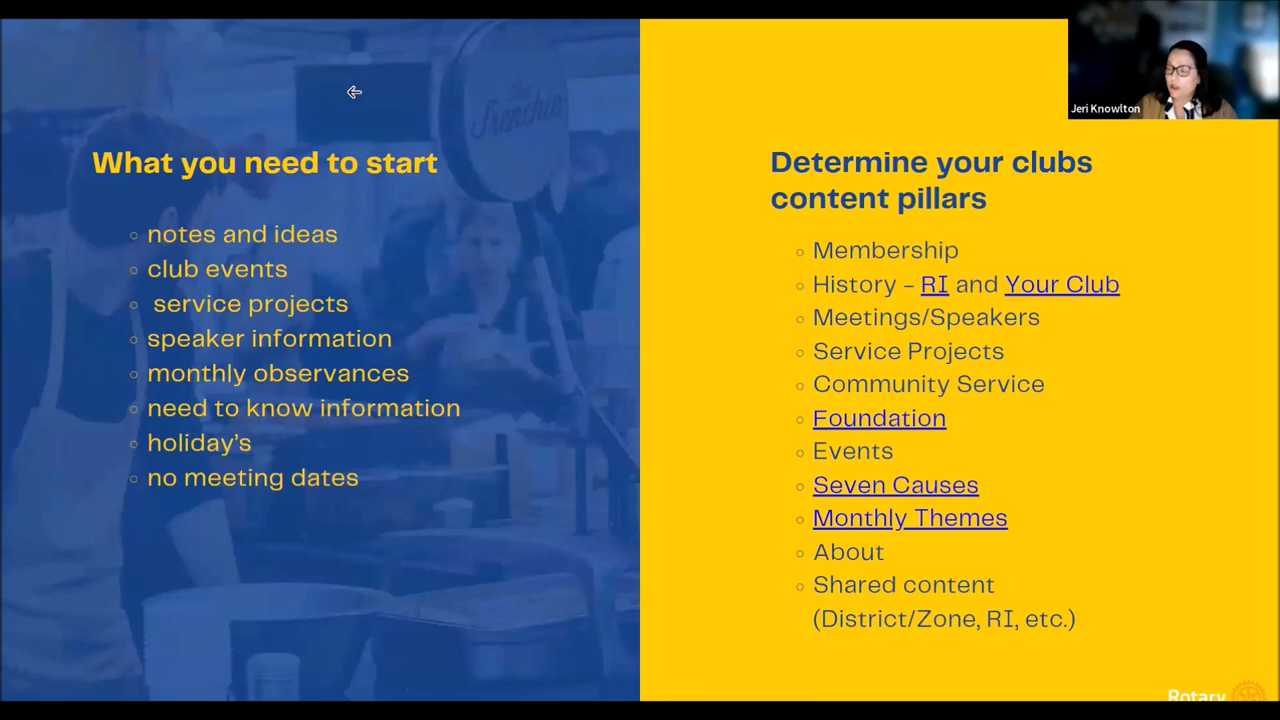 The
Frenchie
Jeri Knowlton
What you need to start
notes and ideas
club events
service projects
speaker information
monthly observances
need to know information
holiday's
no meeting dates
Determine your clubs
content pillars
Membership
History - RI and Your Club
Meetings/Speakers
Service Projects
Community Service
Foundation
Events
Seven Causes
Monthly Themes
About
Shared content
(District/Zone, RI, etc.)
Rotary